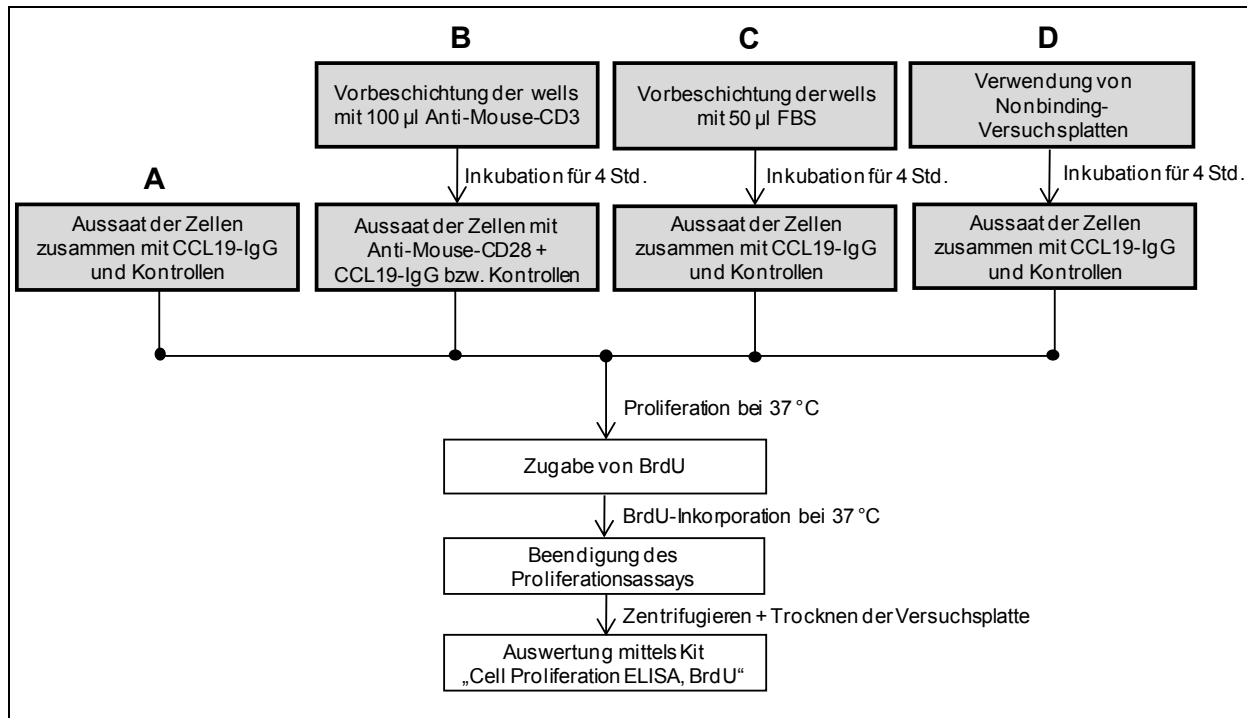 B
C
D
Vorbeschichtung der wells
mit 100 µl Anti-Mouse-CD3
Vorbeschichtung der wells
mit 50 µl FBS
Verwendung von
Nonbinding-
Versuchsplatten
A
Inkubation für 4 Std.
Inkubation für 4 Std.
Inkubation für 4 Std.
Aussaat der Zellen
zusammen mit CCL19-IgG
und Kontrollen
Aussaat der Zellen mit
Anti-Mouse-CD28 +
CCL19-IgG bzw. Kontrollen
Aussaat der Zellen
zusammen mit CCL19-IgG
und Kontrollen
Aussaat der Zellen
zusammen mit CCL19-IgG
und Kontrollen
Proliferation bei 37 °C
Zugabe von BrdU
BrdU-Inkorporation bei 37 °C
Beendigung des
Proliferationsassays
Zentrifugieren + Trocknen der Versuchsplatte
Auswertung mittels Kit
„Cell Proliferation ELISA, BrdU“